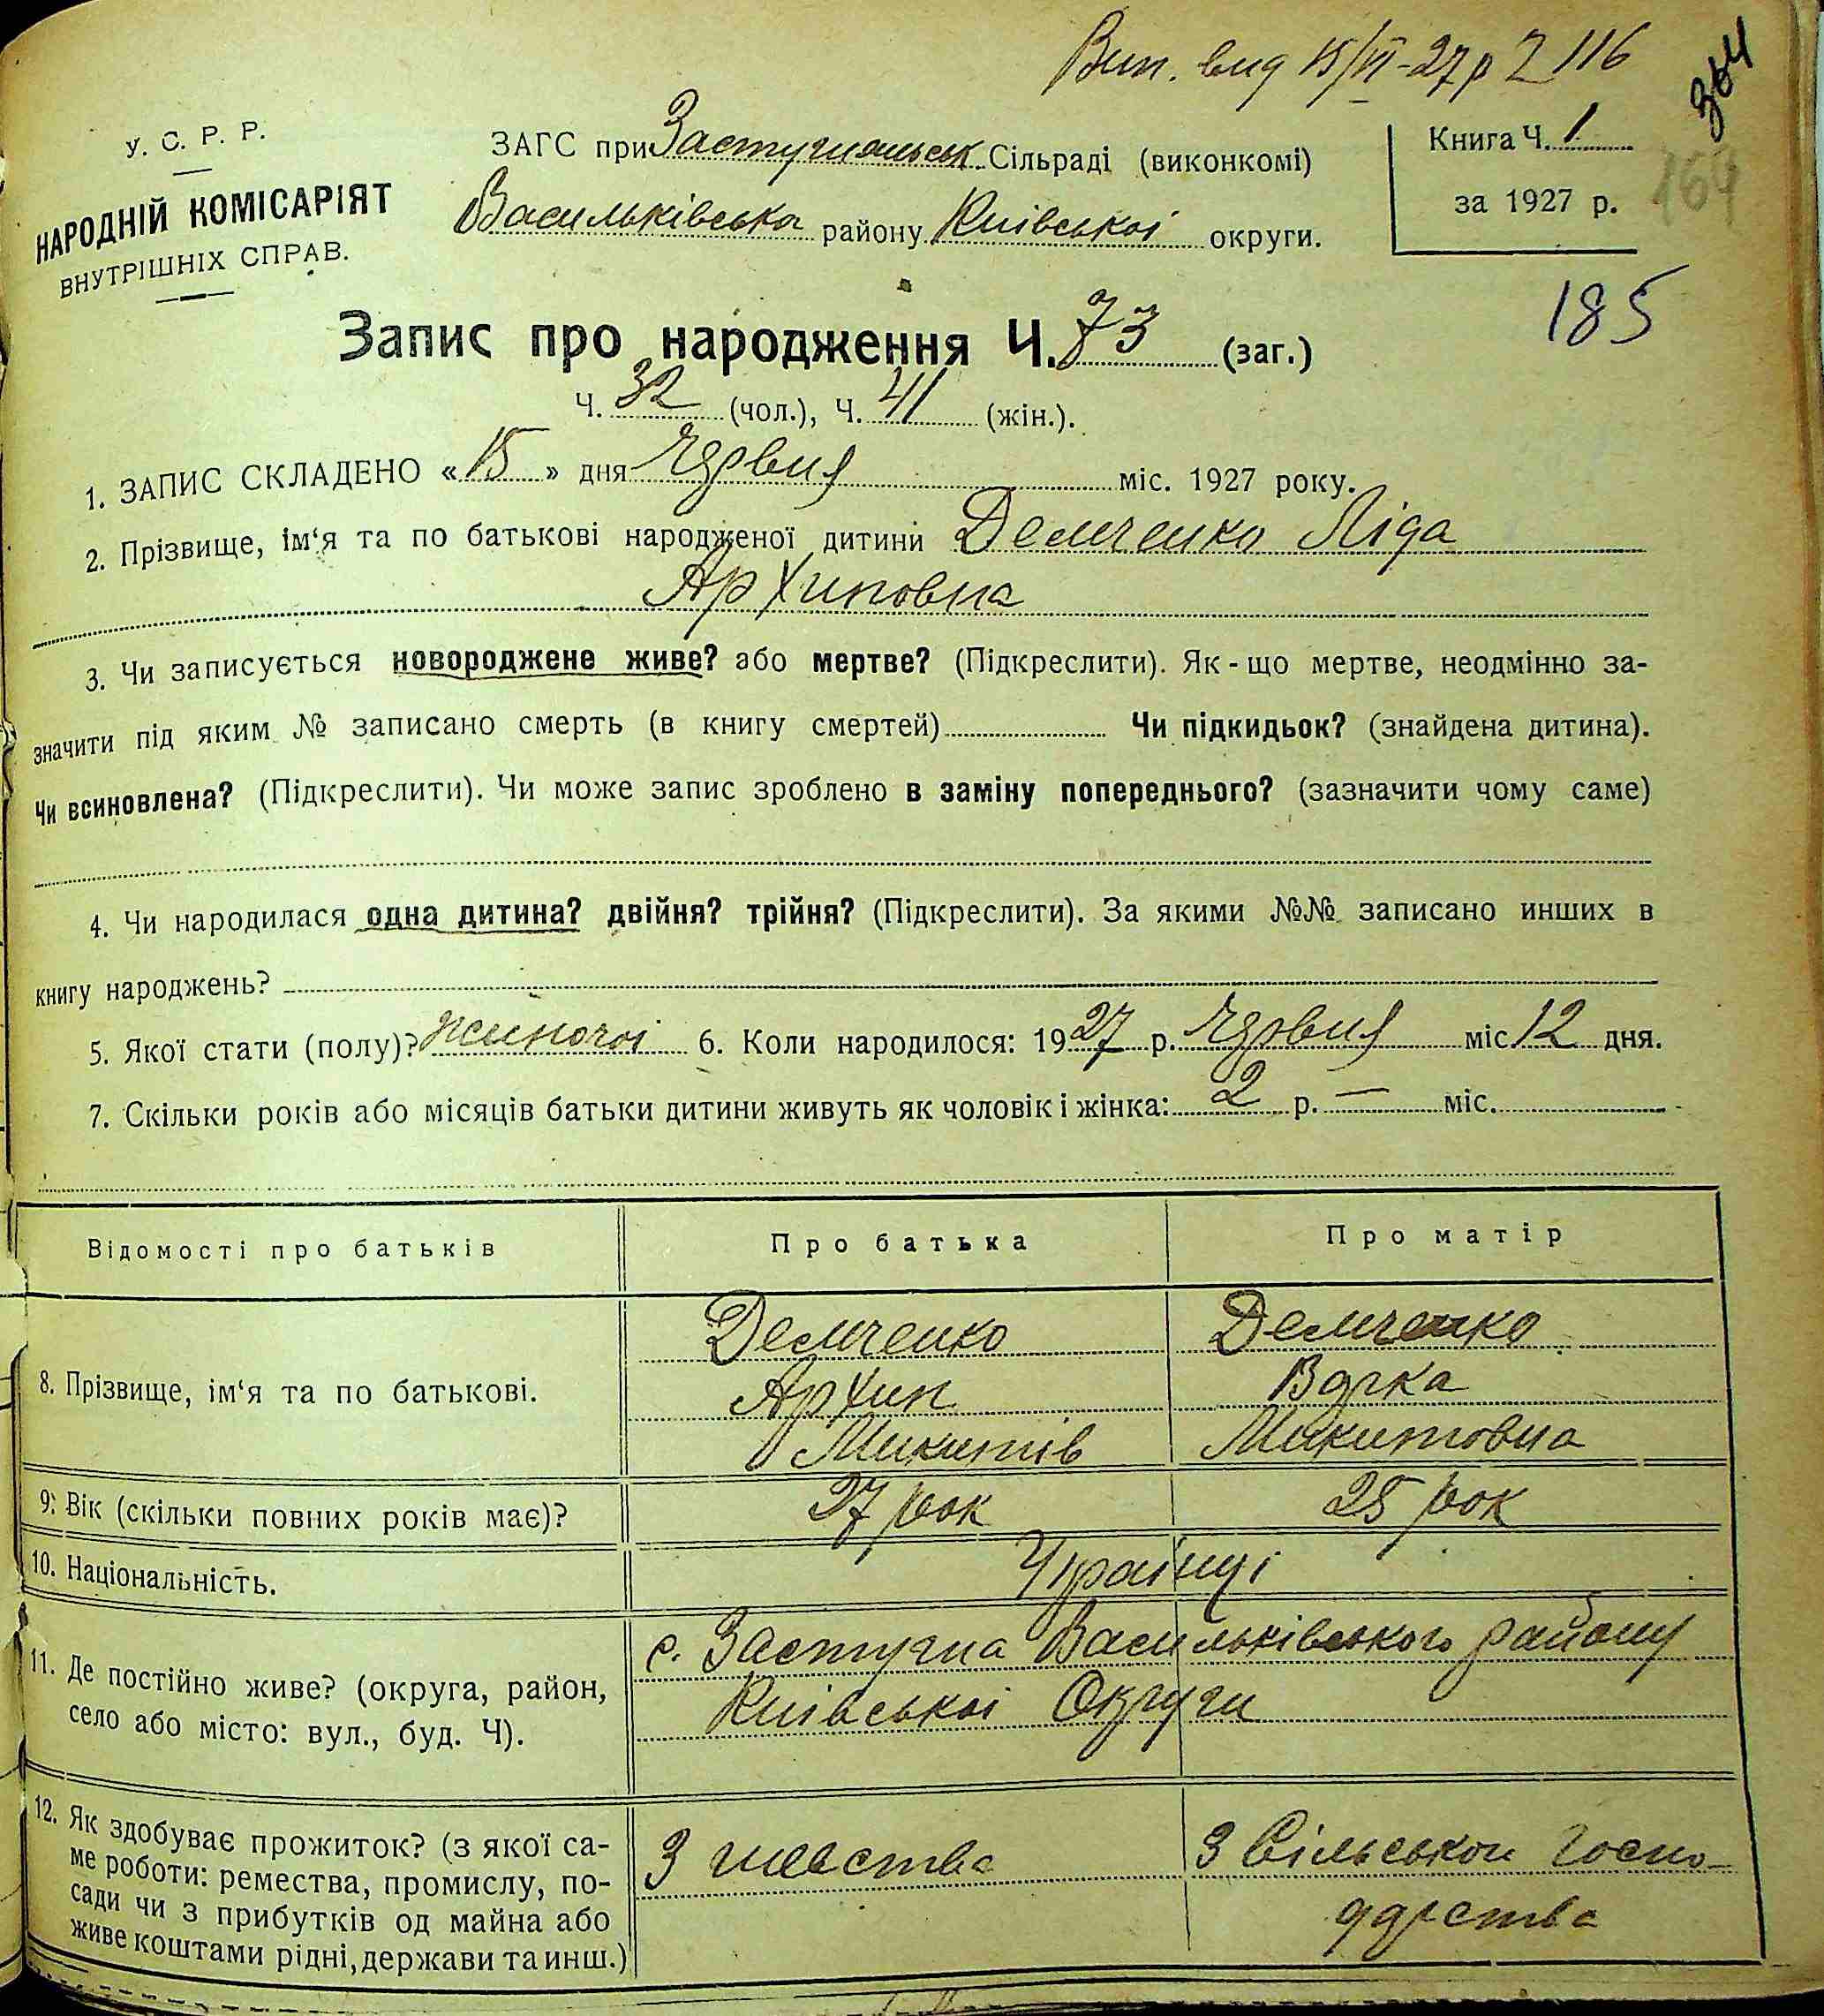 Вип. вид 15/VI-27р 116
364
У. С. Р. Р.
НАРОДНІЙ КОМІСАРІЯТ
ВНУТРІШНІХ СПРАВ.
ЗАГС при Застугнянськ Сільраді (виконкомі)
Васильківська району Київської округи.
Книга Ч. 1
за 1927 р.
164
185
Запис про народження Ч. 73 (заг.)
Ч. 32 (чол.), Ч. 41 (жін.).
1. ЗАПИС СКЛАДЕНО «15» дня Червня міс. 1927 року.
2. Прізвище, ім‘я та по батькові народженої дитини Демченко Ліда
Архиповна
3. Чи записується новороджене живе? або мертве? (Підкреслити). Як-що мертве, неодмінно за-
значити під яким № записано смерть (в книгу смертей) Чи підкидьок? (знайдена дитина).
Чи всиновлена? (Підкреслити). Чи може запис зроблено в заміну попереднього? (зазначити чому саме)
4. Чи народилася одна дитина? двійня? трійня? (Підкреслити). За якими №№ записано инших в
книгу народжень?
5. Якої стати (полу)? жиночоі 6. Коли народилося: 1927 р. Червня міс 12 дня.
7. Скільки років або місяців батьки дитини живуть як чоловік і жінка: 2 р. — міс.
Відомості про батьків Про батька Про матір
8. Прізвище, ім‘я та по батькові.
Демченко Демченко
Архип
Микитів Микитовна
9. Вік (скільки повних років має)? 27 рок 25 рок
10. Національність. Украінці
11. Де постійно живе? (округа, район,
село або місто: вул., буд. Ч).
с. Застугна Васильківського району
Київськоі Округи
12. Як здобуває прожиток? (з якої са-
ме роботи: ремества, промислу, по-
сади чи з прибутків од майна або
живе коштами рідні, держави та инш.)
З шевства З Сільського госпо-
дарства